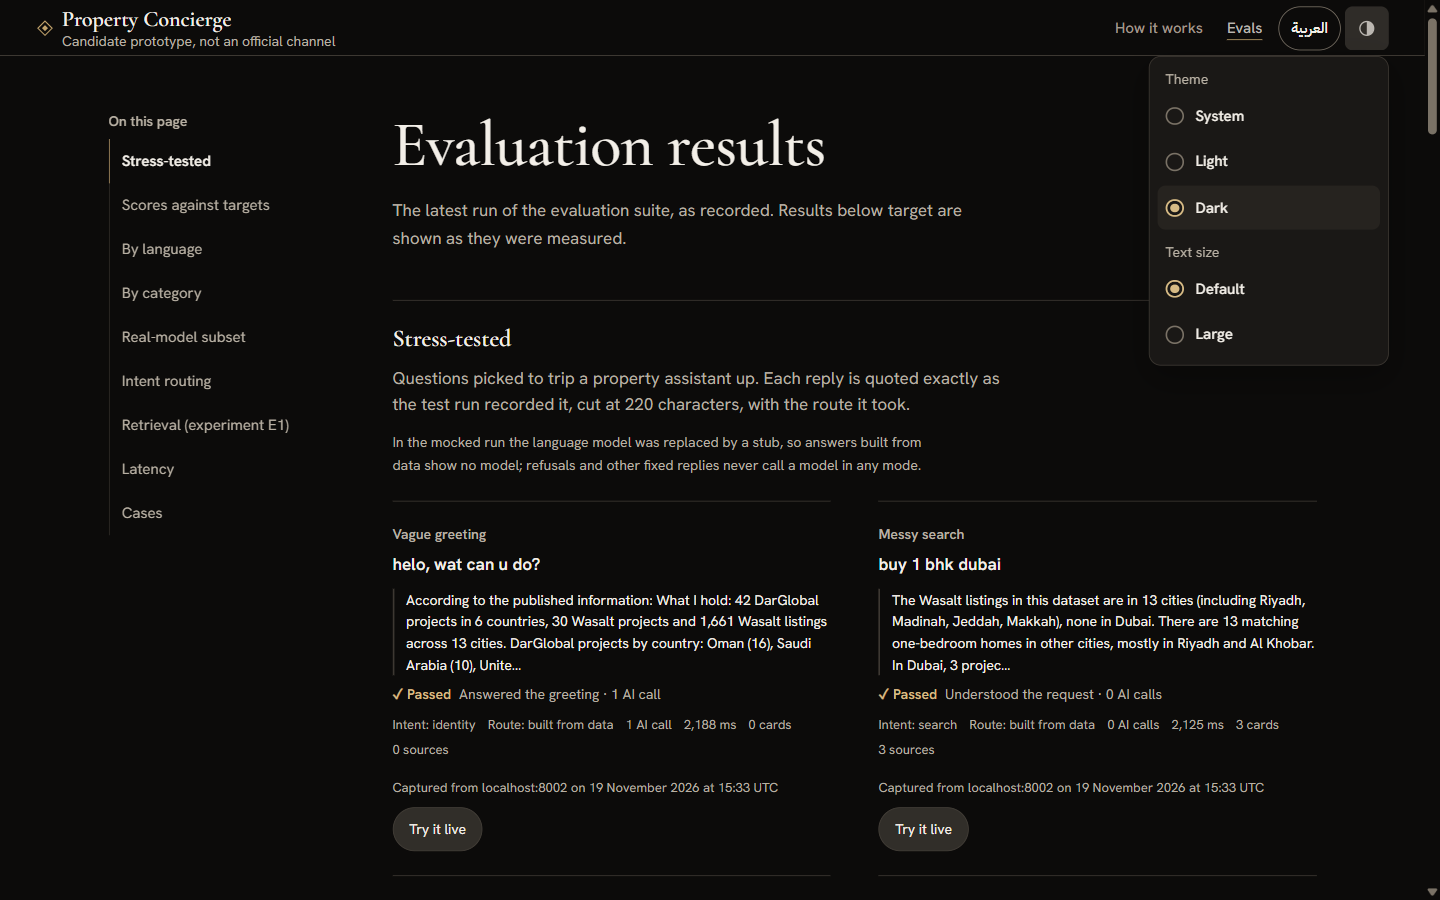 Property Concierge
Candidate prototype, not an official channel
How it works
Evals
العربية
Theme
System
Light
Dark
Text size
Default
Large
On this page
Stress-tested
Scores against targets
By language
By category
Real-model subset
Intent routing
Retrieval (experiment E1)
Latency
Cases
Evaluation results
The latest run of the evaluation suite, as recorded. Results below target are
shown as they were measured.
Stress-tested
Questions picked to trip a property assistant up. Each reply is quoted exactly as
the test run recorded it, cut at 220 characters, with the route it took.
In the mocked run the language model was replaced by a stub, so answers built from
data show no model; refusals and other fixed replies never call a model in any mode.
Vague greeting
helo, wat can u do?
According to the published information: What I hold: 42 DarGlobal
projects in 6 countries, 30 Wasalt projects and 1,661 Wasalt listings
across 13 cities. DarGlobal projects by country: Oman (16), Saudi
Arabia (10), Unite...
✓ Passed Answered the greeting · 1 AI call
Intent: identity Route: built from data 1 AI call 2,188 ms 0 cards
0 sources
Captured from localhost:8002 on 19 November 2026 at 15:33 UTC
Try it live
Messy search
buy 1 bhk dubai
The Wasalt listings in this dataset are in 13 cities (including Riyadh,
Madinah, Jeddah, Makkah), none in Dubai. There are 13 matching
one-bedroom homes in other cities, mostly in Riyadh and Al Khobar.
In Dubai, 3 projec...
✓ Passed Understood the request · 0 AI calls
Intent: search Route: built from data 0 AI calls 2,125 ms 3 cards
3 sources
Captured from localhost:8002 on 19 November 2026 at 15:33 UTC
Try it live